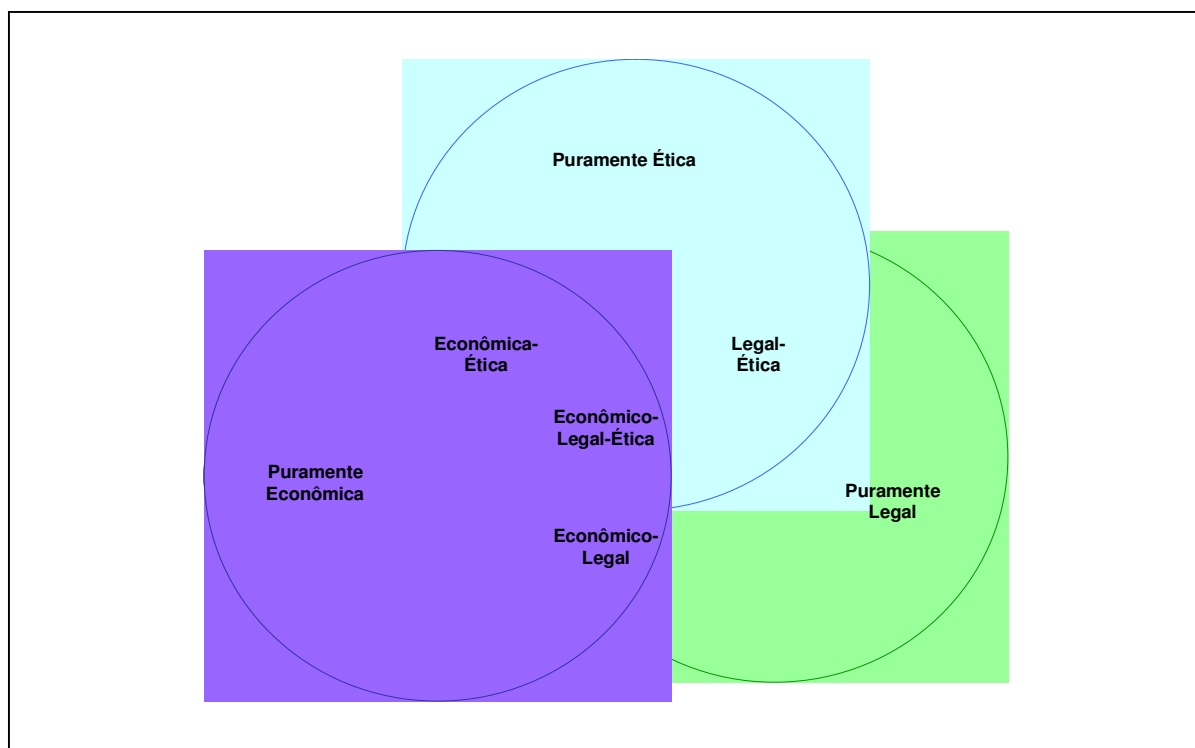 Puramente Ética
Econômica-
Ética
Legal-
Ética
Econômico-
Legal-Ética
Puramente
Econômica
Puramente
Legal
Econômico-
Legal